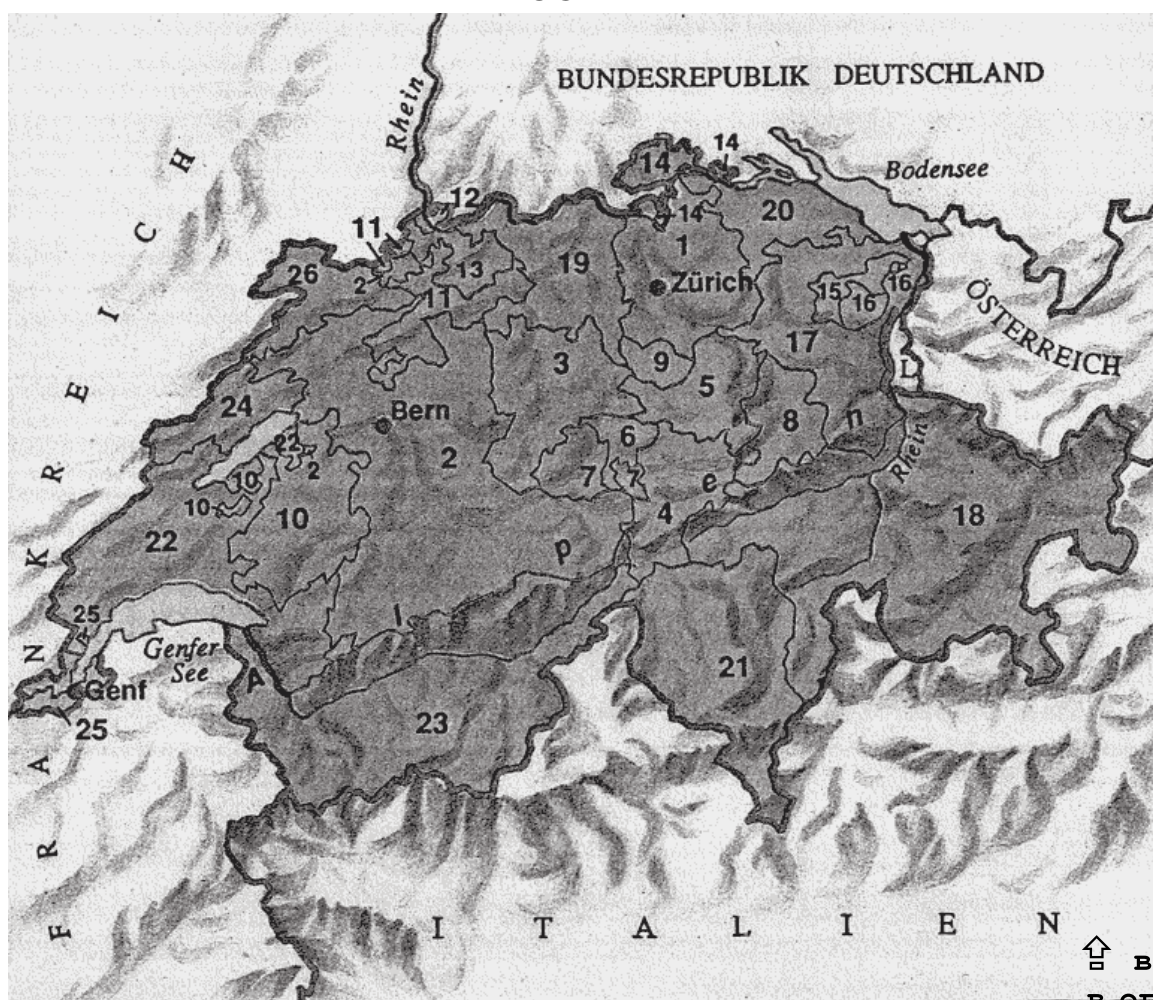 BUNDESREPUBLIK DEUTSCHLAND
Rhein
14
14
Bodensee
12
11
20
14
1
26
2
13
19
Zürich
15
16
16
ÖSTERREICH
11
3
9
17
L
5
24
Bern
8
n
22
2
2
6
Rhein
7
7
e
10
10
10
4
18
22
p
25
l
Genfer
See
A
21
Genf
25
23
FRANKREICH
ITALIEN
B